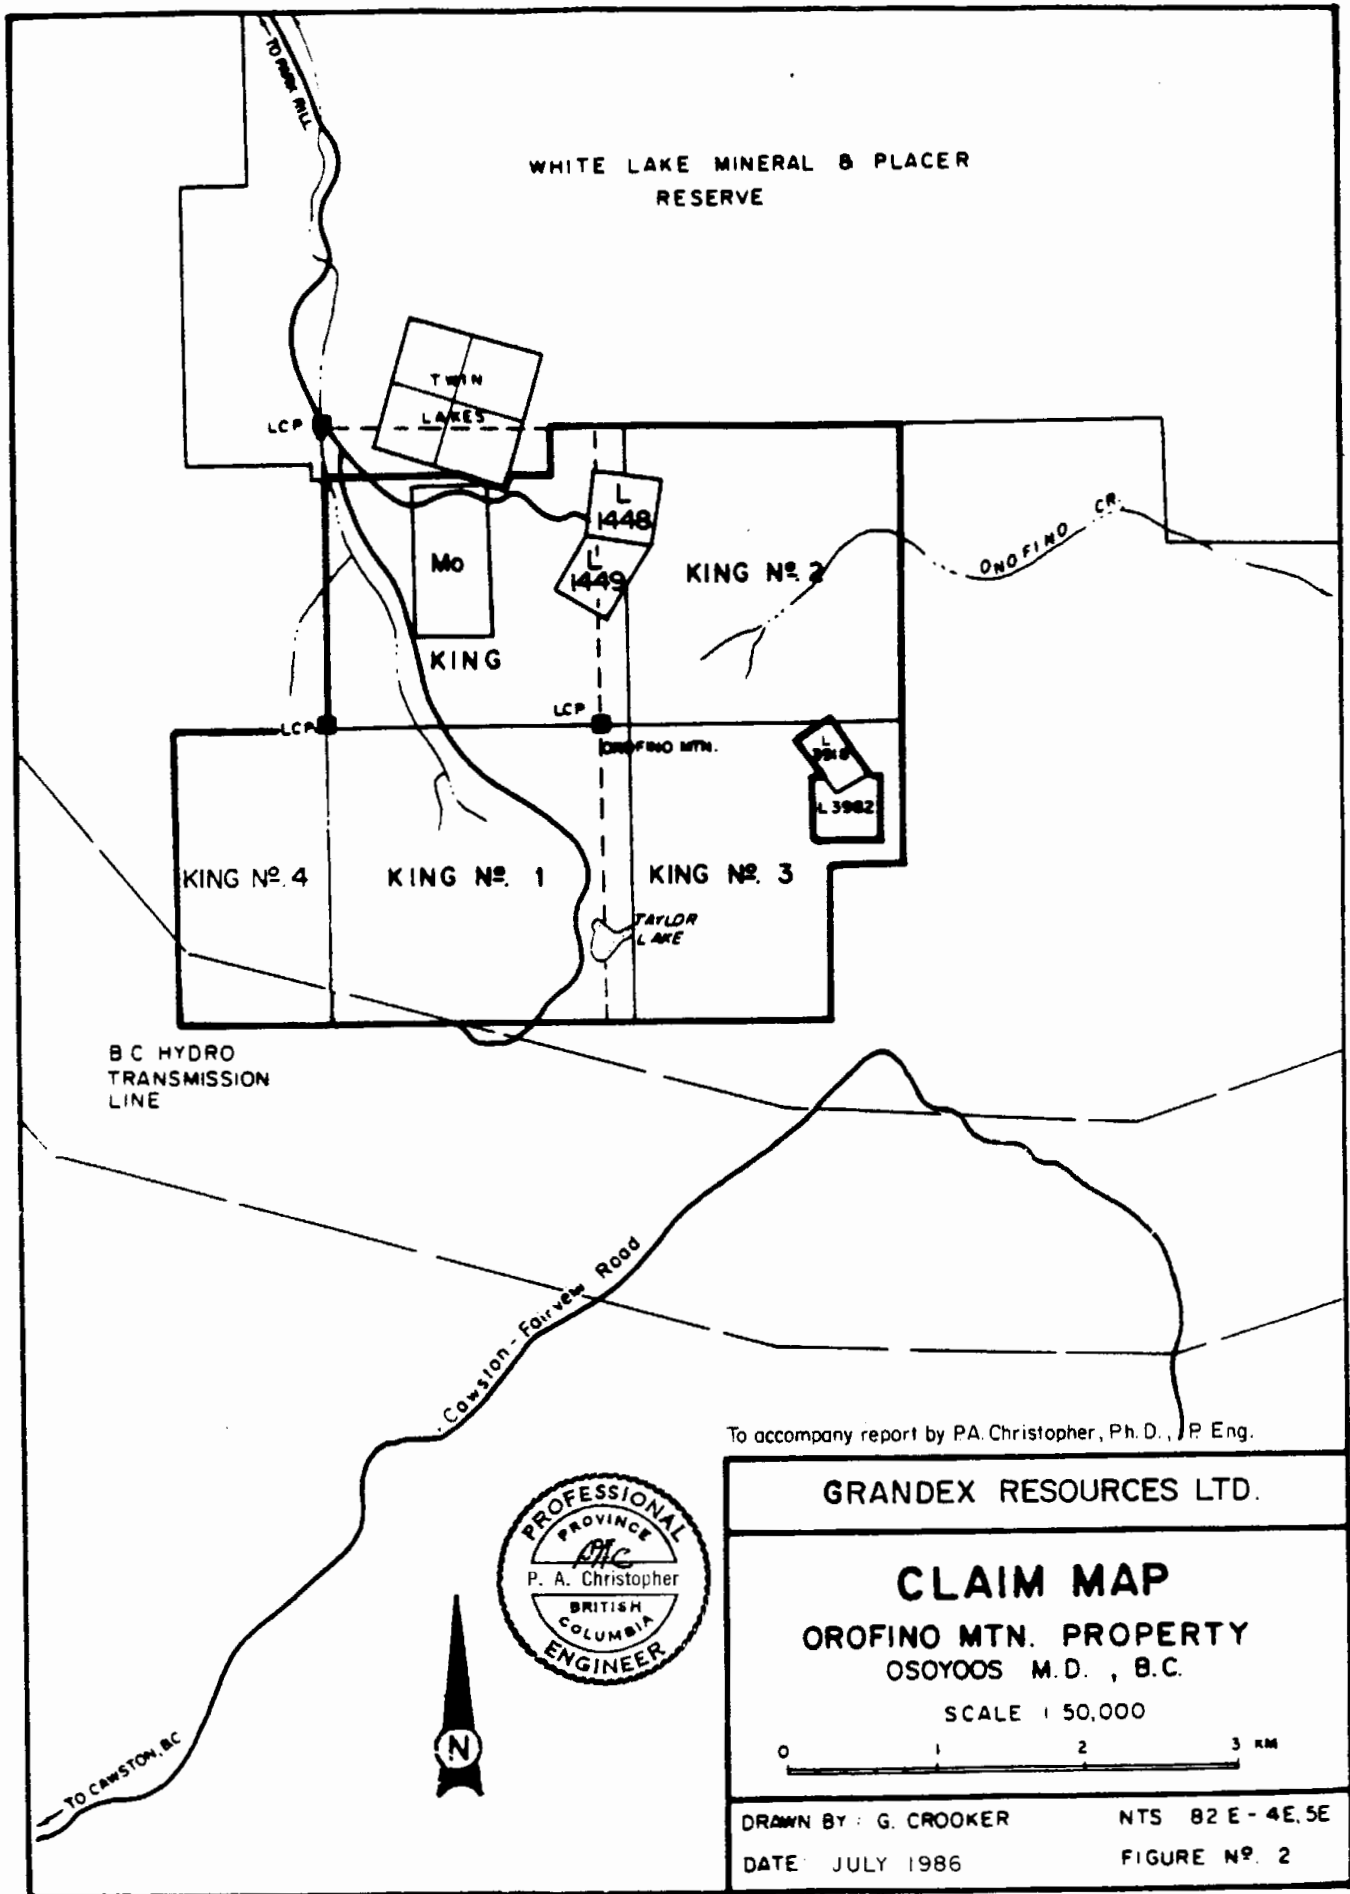 TO PARK RILL
WHITE LAKE MINERAL & PLACER
RESERVE
TWIN
LAKES
LCP
L
1448
L
1449
Mo
KING Nº. 2
ONOFINO CR.
KING
LCP
LCP
OROFINO MTN.
L
L 3982
KING Nº. 4
KING Nº. 1
KING Nº. 3
TAYLOR
LAKE
B C HYDRO
TRANSMISSION
LINE
Cawston - Fairview Road
To accompany report by P.A. Christopher, Ph. D., P. Eng.
GRANDEX RESOURCES LTD.
PROFESSIONAL
PROVINCE
P. A. Christopher
BRITISH
COLUMBIA
ENGINEER
CLAIM MAP
OROFINO MTN. PROPERTY
OSOYOOS M.D. , B.C.
SCALE 1 50,000
0 1 2 3 KM
N
TO CAWSTON, B.C
DRAWN BY : G. CROOKER
NTS 82 E - 4E, 5E
DATE JULY 1986
FIGURE Nº. 2